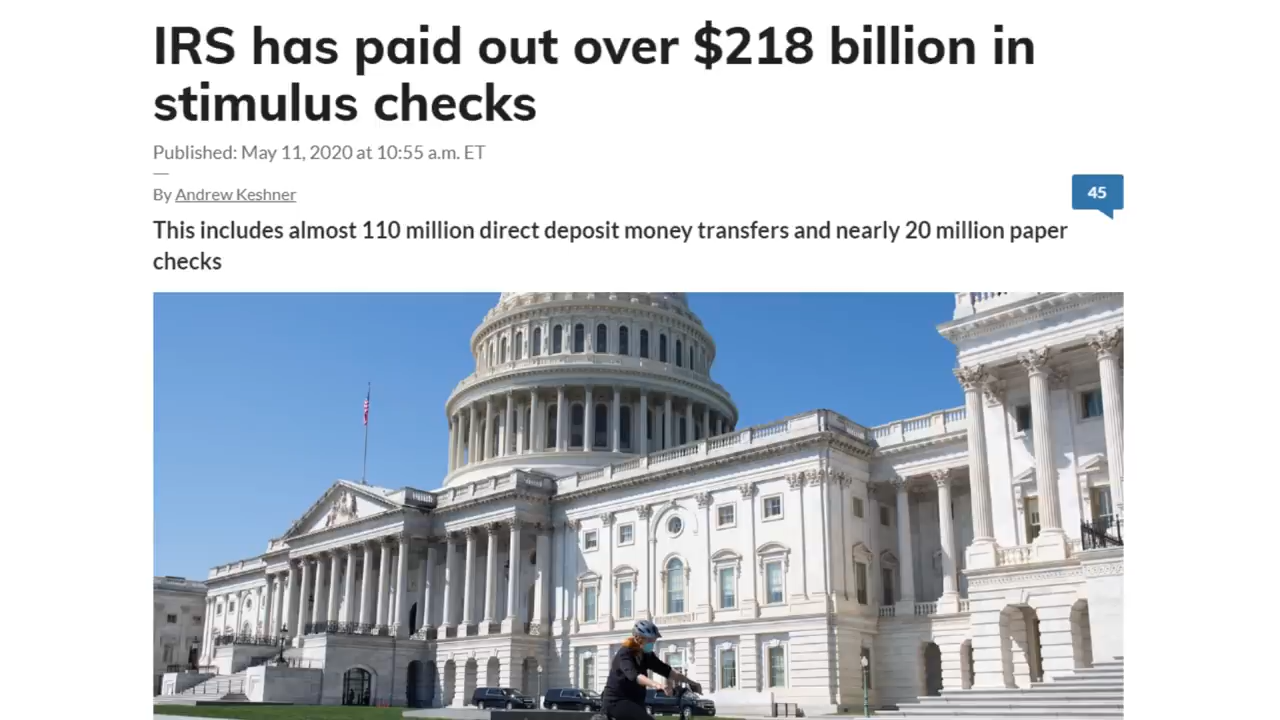 IRS has paid out over $218 billion in
stimulus checks
Published: May 11, 2020 at 10:55 a.m. ET
By Andrew Keshner
45
This includes almost 110 million direct deposit money transfers and nearly 20 million paper
checks